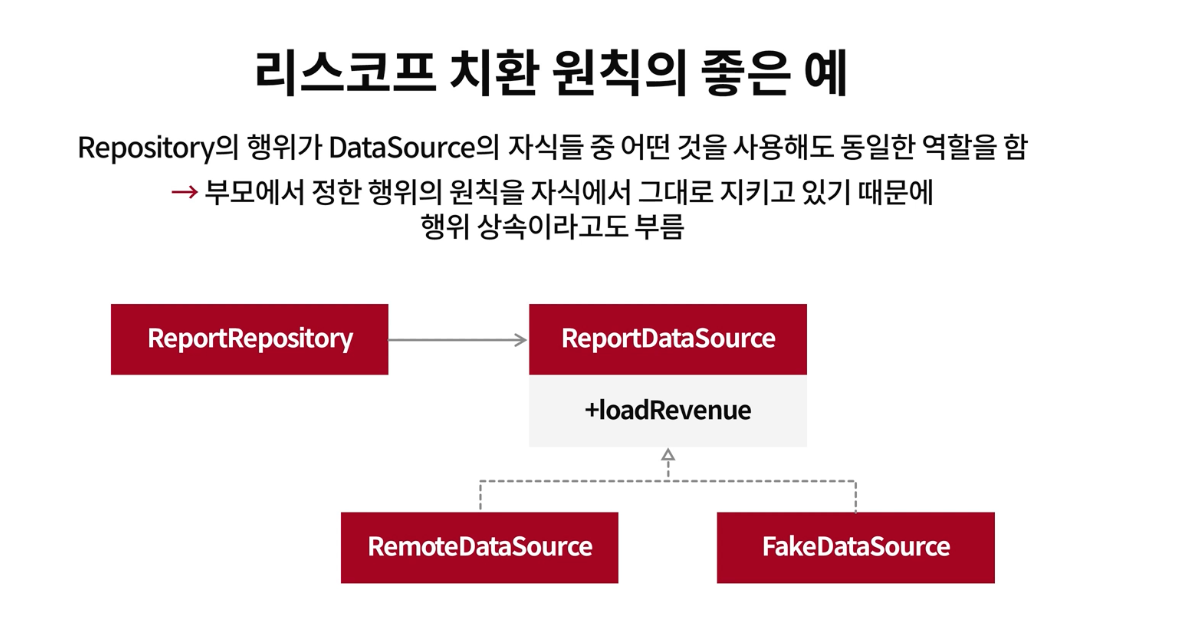 리스코프 치환 원칙의 좋은 예
Repository의 행위가 DataSource의 자식들 중 어떤 것을 사용해도 동일한 역할을 함
→ 부모에서 정한 행위의 원칙을 자식에서 그대로 지키고 있기 때문에
행위 상속이라고도 부름
ReportRepository
ReportDataSource
+loadRevenue
RemoteDataSource
FakeDataSource